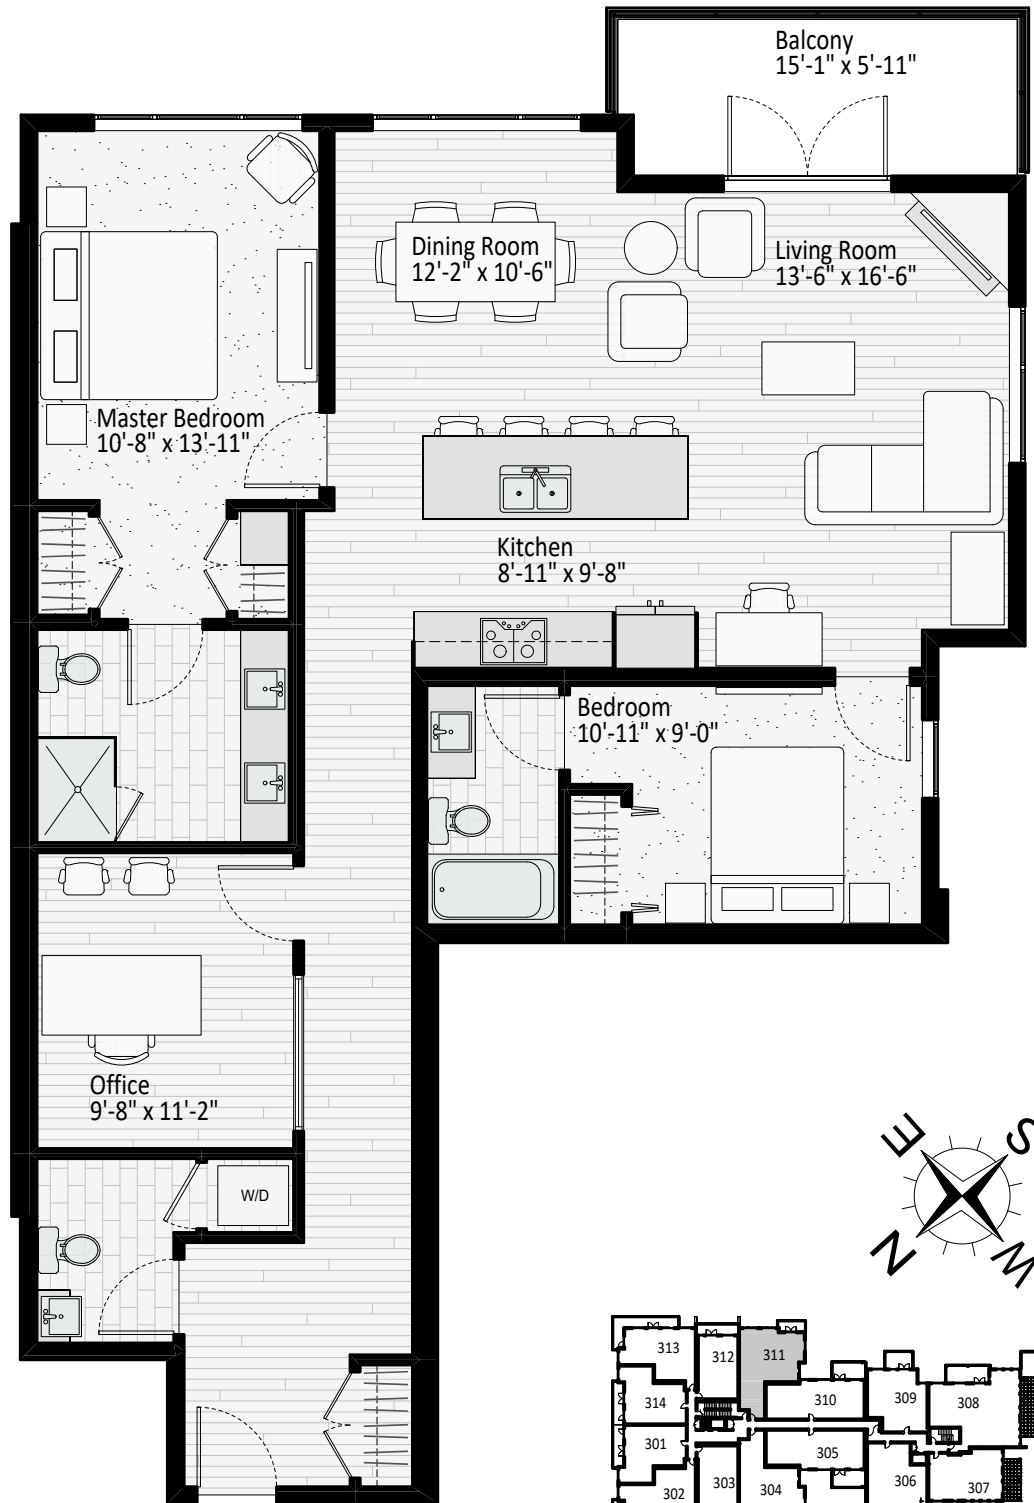 Balcony
15'-1" x 5'-11"
Dining Room
12'-2" x 10'-6"
Living Room
13'-6" x 16'-6"
Master Bedroom
10'-8" x 13'-11"
Kitchen
8'-11" x 9'-8"
Bedroom
10'-11" x 9'-0"
Office
9'-8" x 11'-2"
W/D
E
S
N
W
313
312
311
314
310
309
308
301
305
302
303
304
306
307